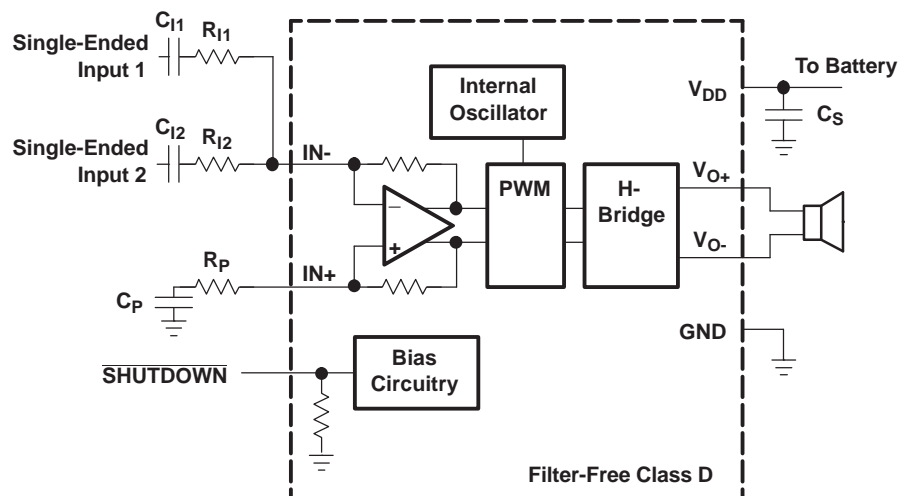 C_I1
R_I1
Single-Ended
Input 1
C_I2
R_I2
Single-Ended
Input 2
IN-
R_P
C_P
IN+
SHUTDOWN
Internal
Oscillator
PWM
H-
Bridge
−
+
Bias
Circuitry
V_DD
To Battery
C_S
V_O+
V_O-
GND
Filter-Free Class D